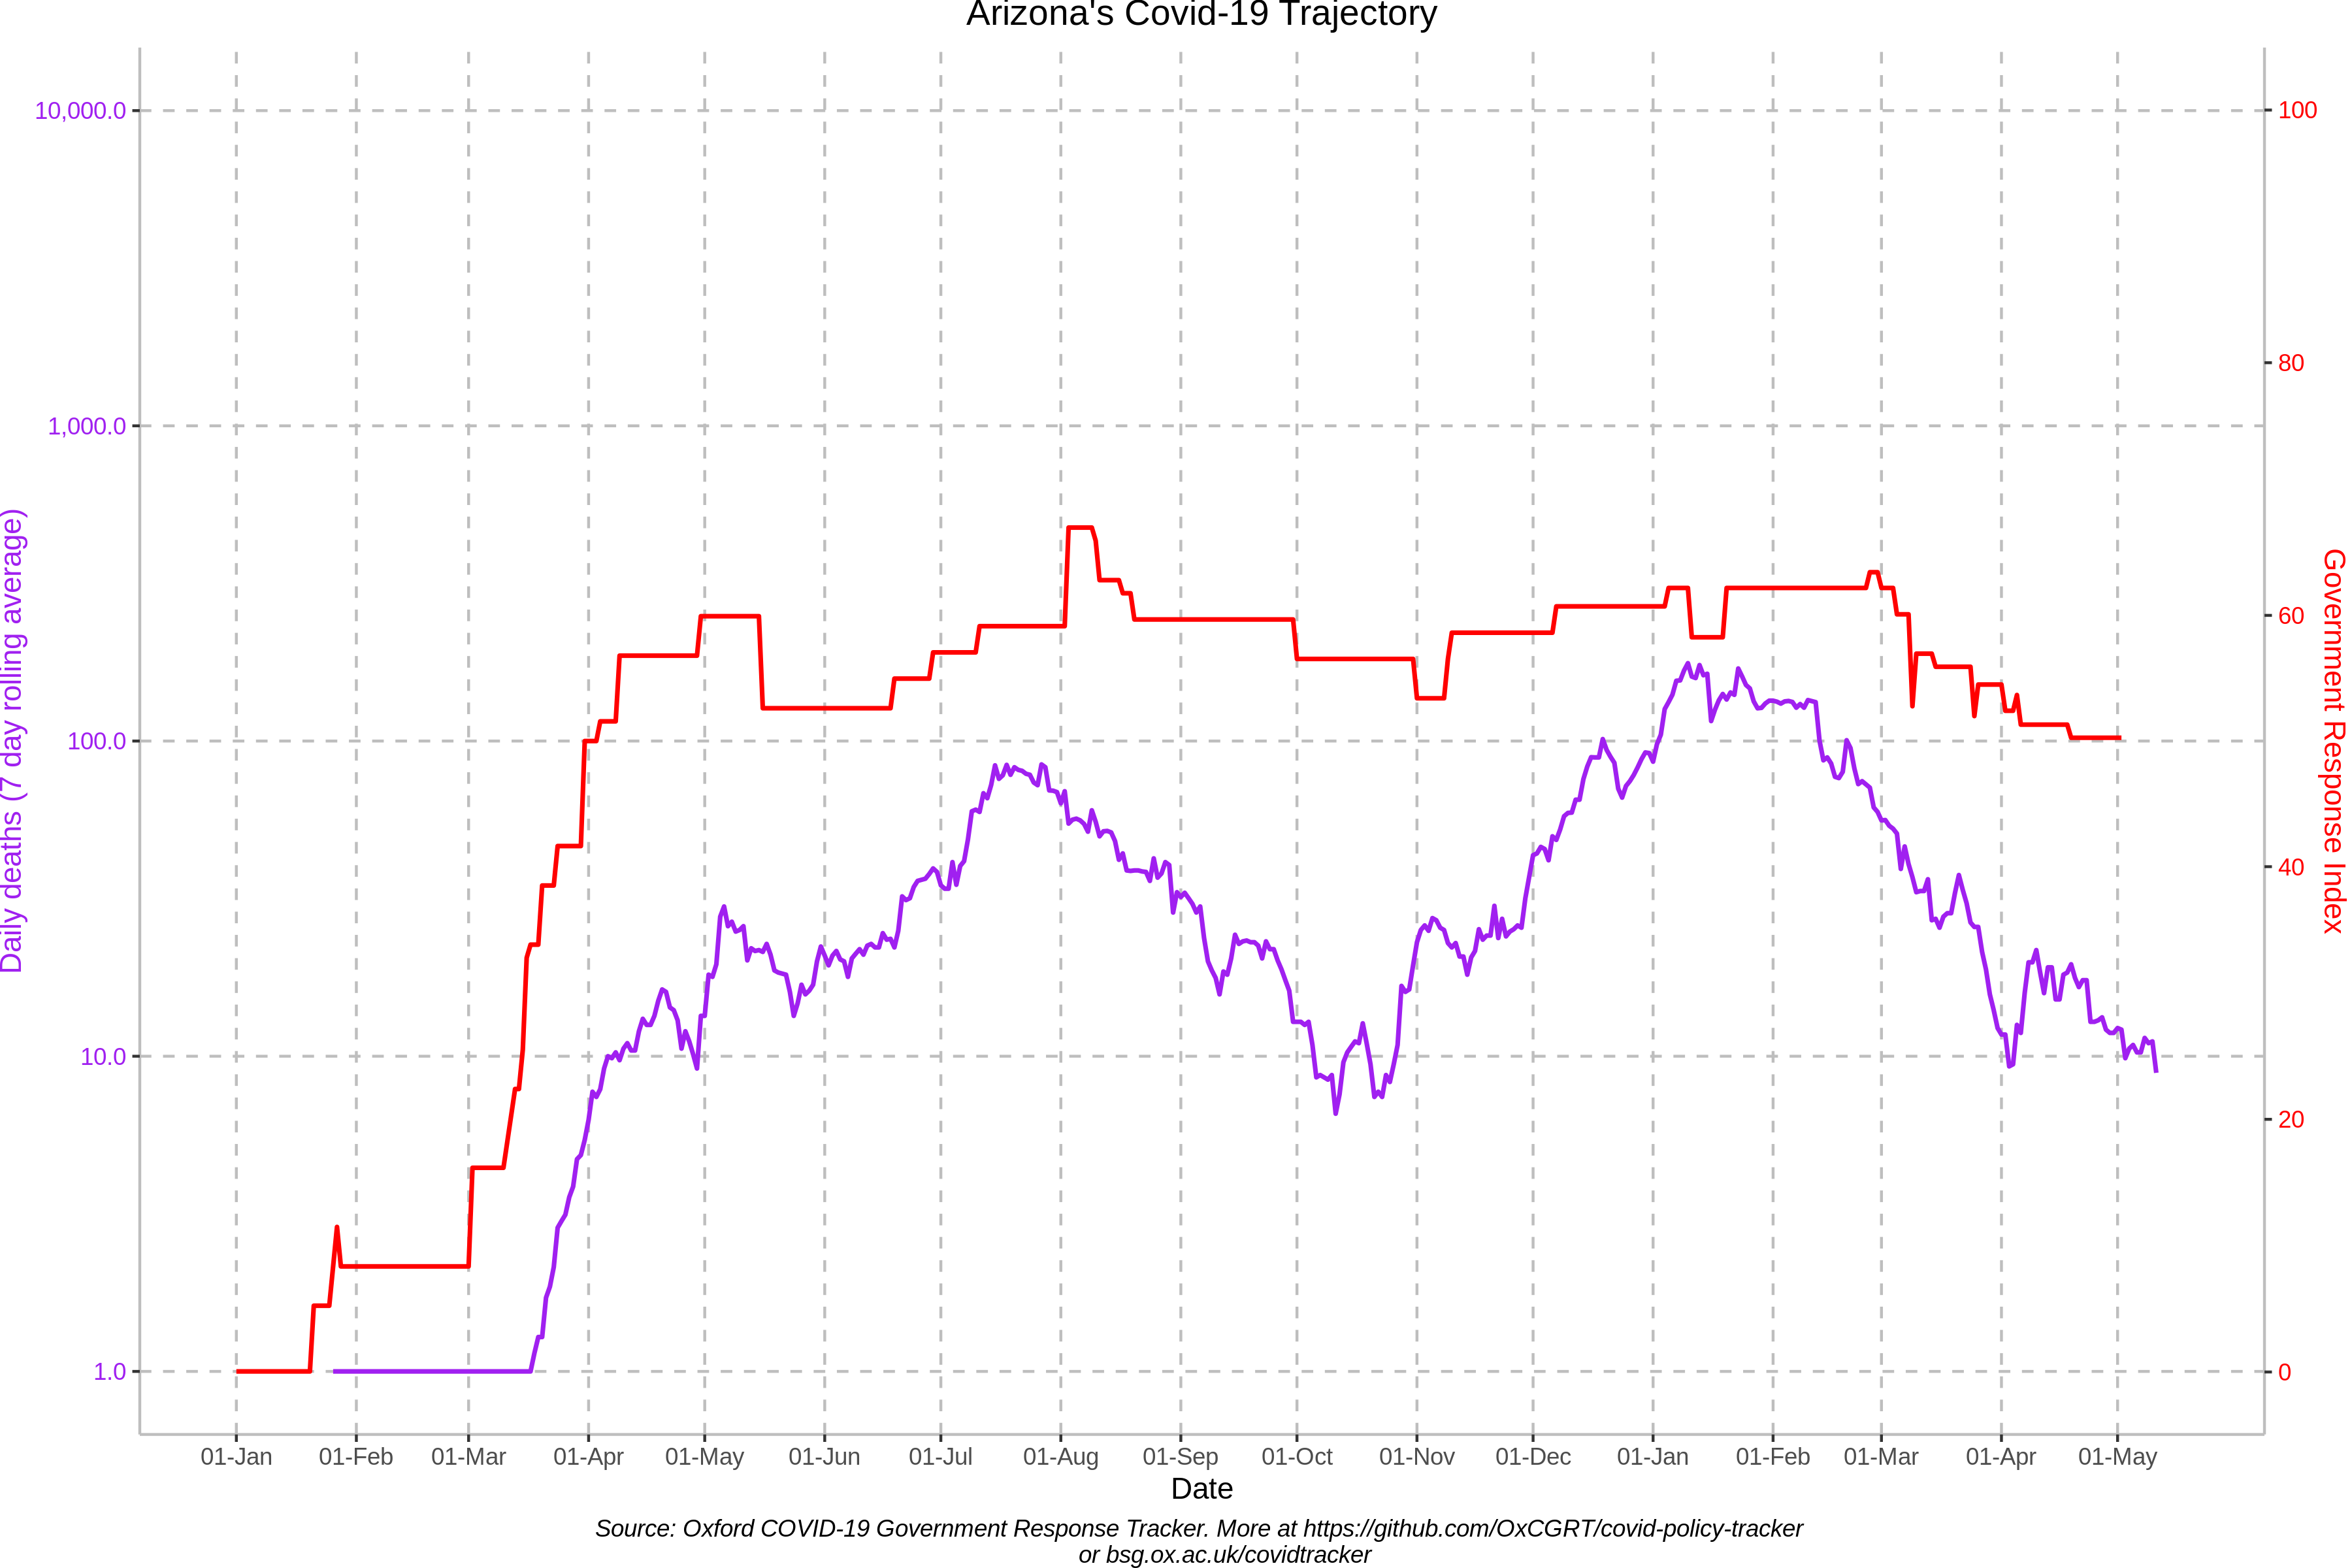 Arizona's Covid-19 Trajectory
10,000.0
1,000.0
100.0
10.0
1.0
Daily deaths (7 day rolling average)
100
80
60
40
20
0
Government Response Index
01-Jan 01-Feb 01-Mar 01-Apr 01-May 01-Jun 01-Jul 01-Aug 01-Sep 01-Oct 01-Nov 01-Dec 01-Jan 01-Feb 01-Mar 01-Apr 01-May
Date
Source: Oxford COVID-19 Government Response Tracker. More at https://github.com/OxCGRT/covid-policy-tracker
or bsg.ox.ac.uk/covidtracker